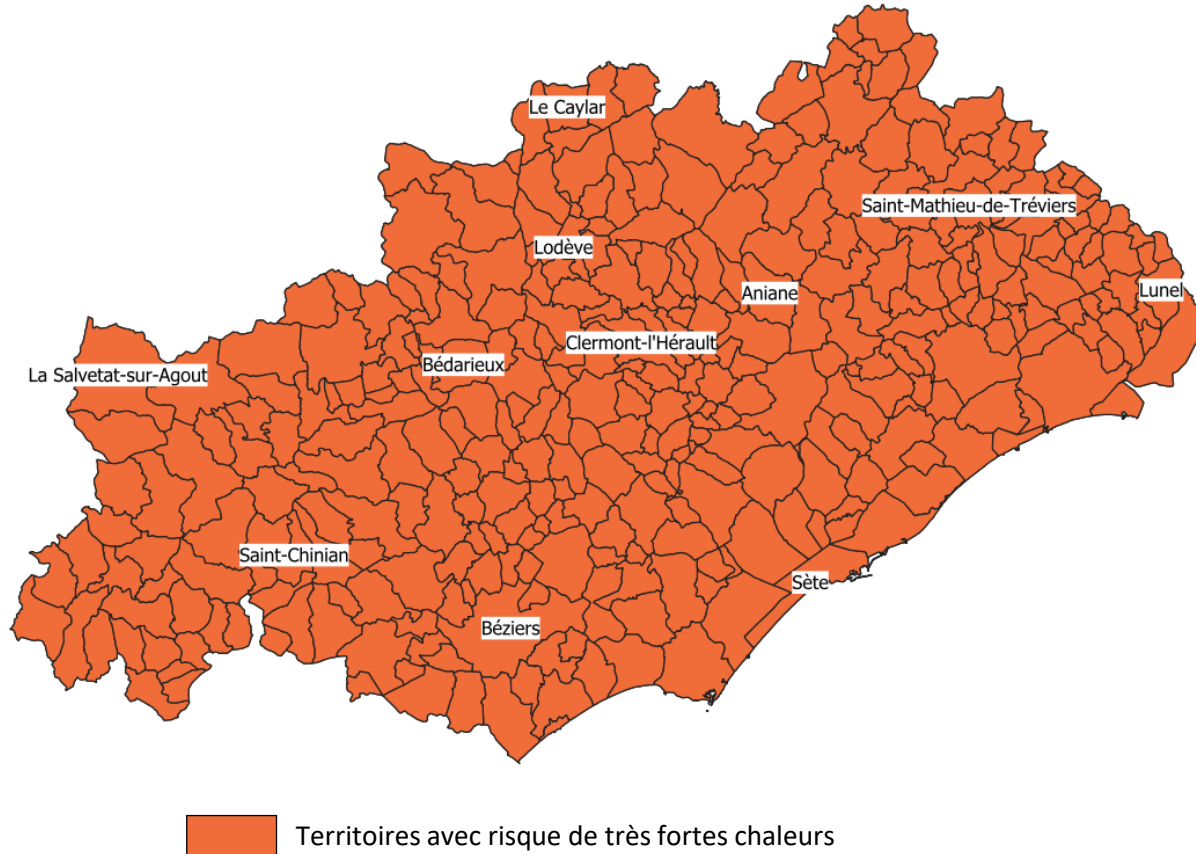 Le Caylar
Saint-Mathieu-de-Tréviers
Lodève
Aniane
Lunel
Clermont-l'Hérault
Bédarieux
La Salvetat-sur-Agout
Saint-Chinian
Sète
Béziers
Territoires avec risque de très fortes chaleurs